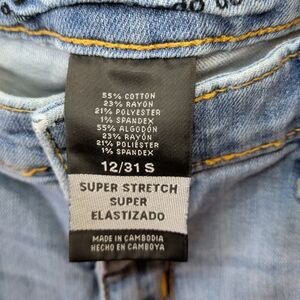 55% COTTON
23% RAYON
21% POLYESTER
1% SPANDEX
55% ALGODÓN
23% RAYÓN
21% POLIÉSTER
1% SPANDEX
12/31 S
SUPER STRETCH
SUPER
ELASTIZADO
MADE IN CAMBODIA
HECHO EN CAMBOYA